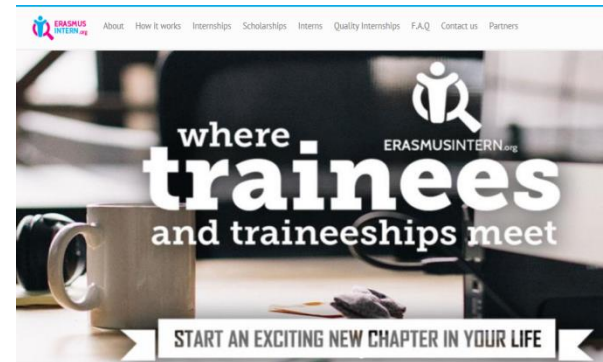 ERASMUS
INTERN.org
About How it works Internships Scholarships Interns Quality Internships F.A.Q Contact us Partners
ERASMUSINTERN.org
where
trainees
and traineeships meet
START AN EXCITING NEW CHAPTER IN YOUR LIFE